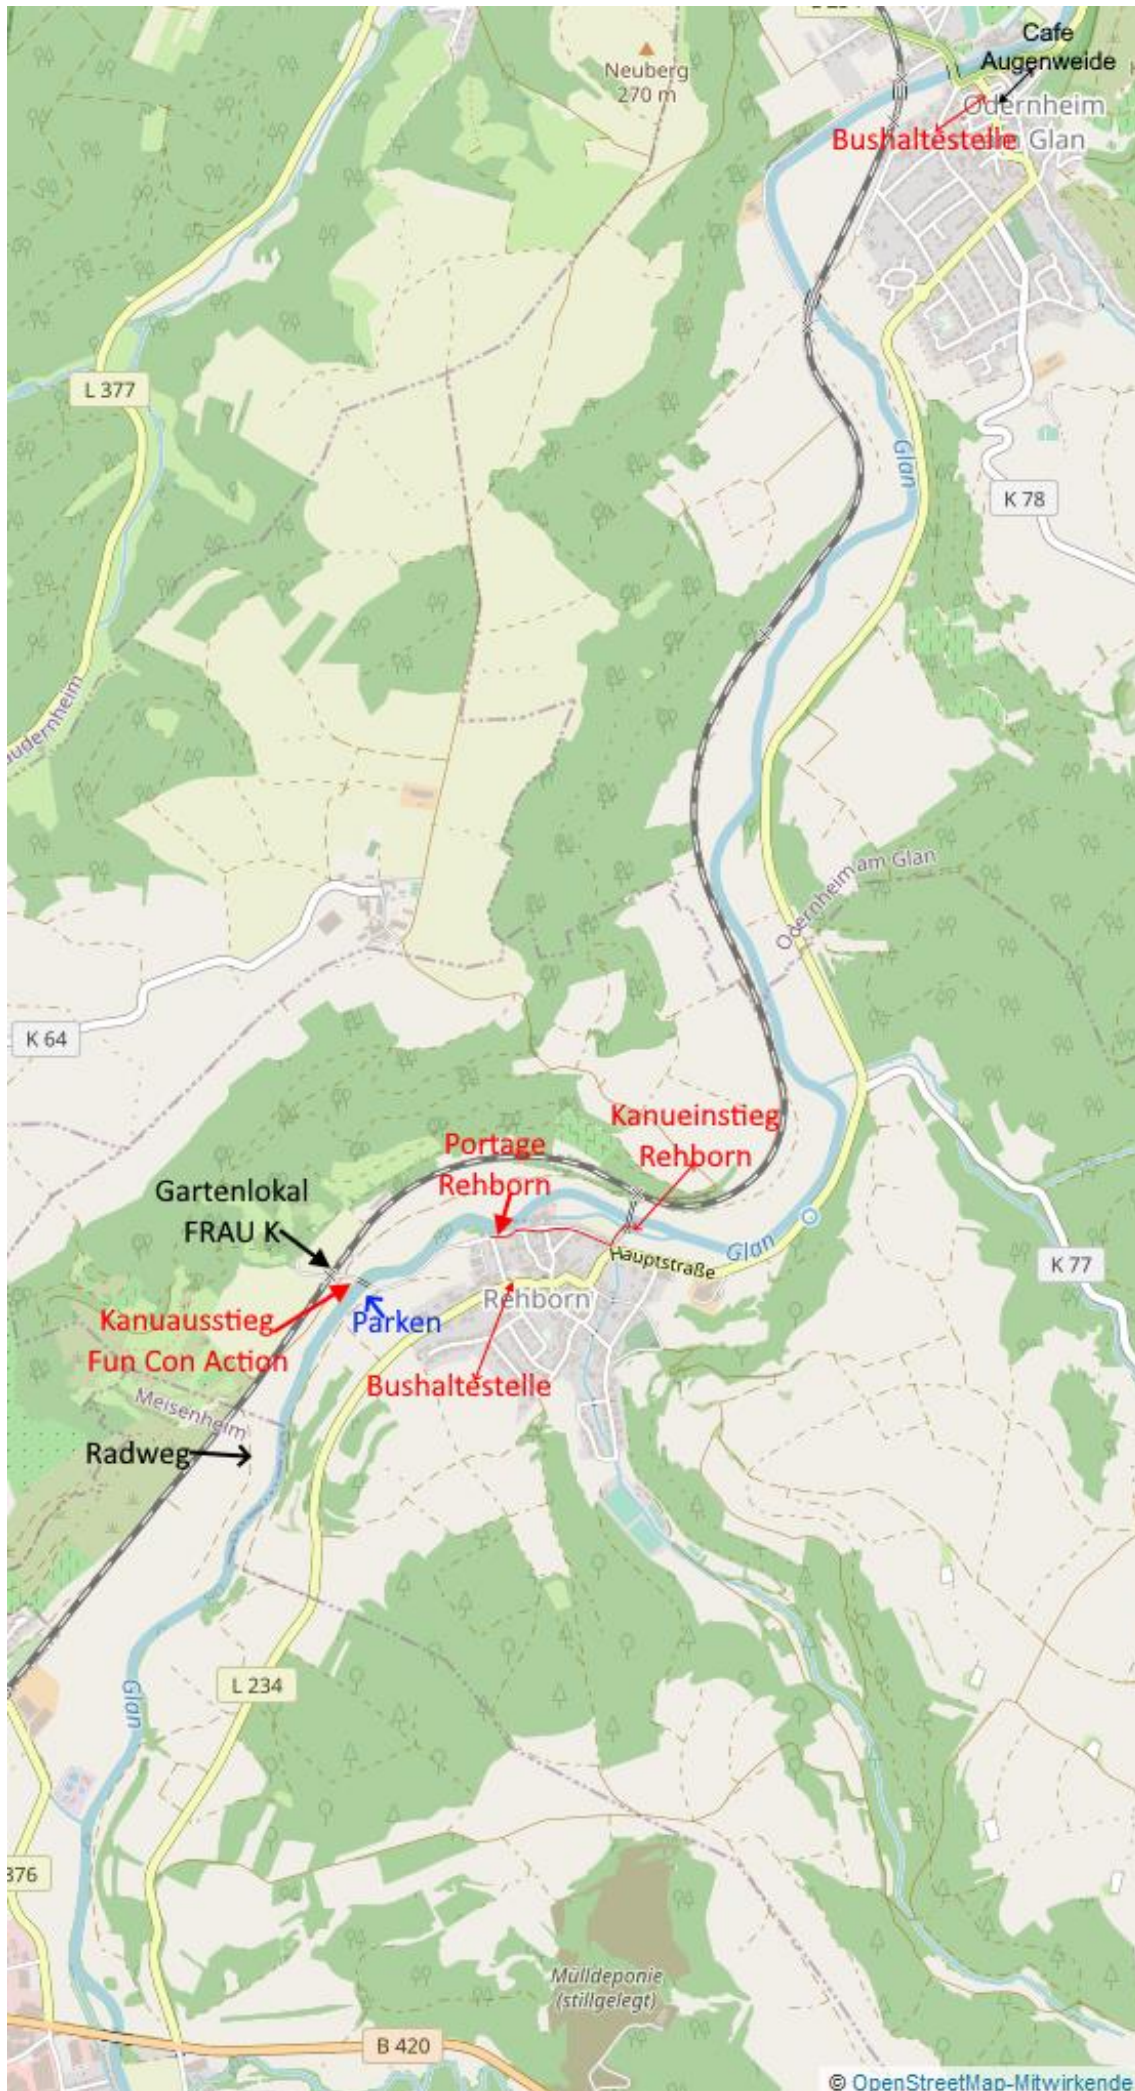 Cafe
Augenweide
Neuberg
270 m
Odernheim
Glan
Bushaltestelle
L 377
Glan
K 78
Odernheim am Glan
K 64
Kanueinstieg
Rehborn
Portage
Rehborn
Gartenlokal
FRAU K
Glan
Hauptstraße
K 77
Rehborn
Kanuausstieg
Fun Con Action
Parken
Bushaltestelle
Meisenheim
Radweg
L 234
Glan
376
Mülldeponie
(stillgelegt)
B 420
© OpenStreetMap-Mitwirkende